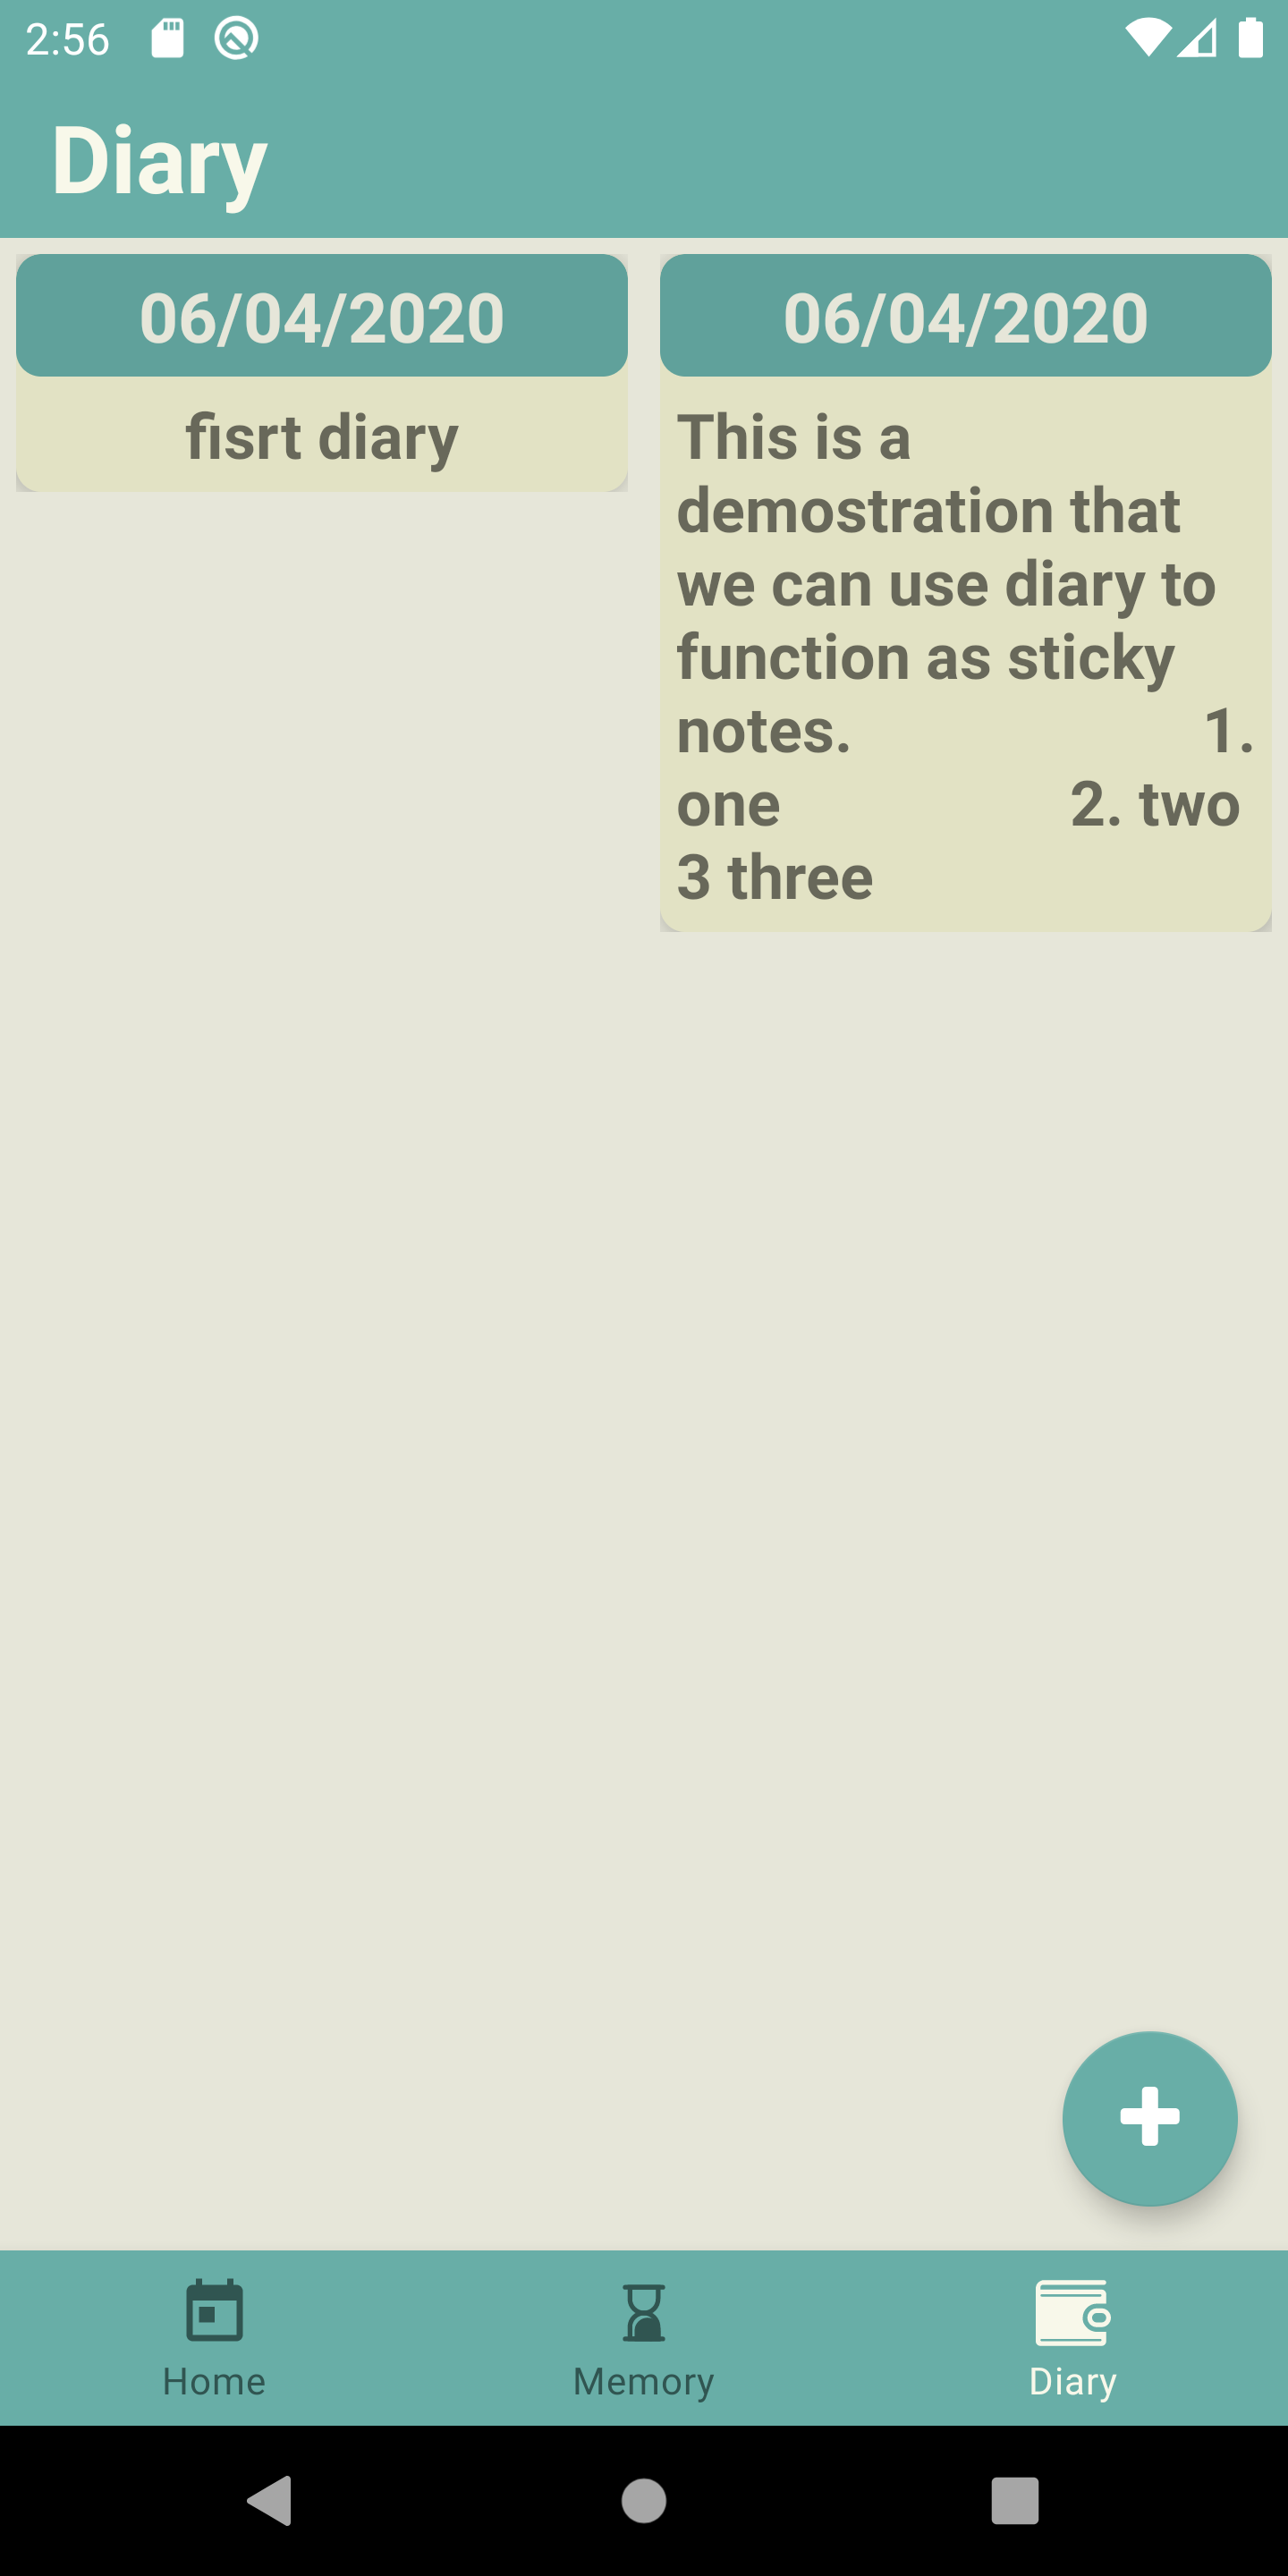 2:56
Diary
06/04/2020
fisrt diary
06/04/2020
This is a
demostration that
we can use diary to
function as sticky
notes. 1.
one 2. two
3 three
Home
Memory
Diary